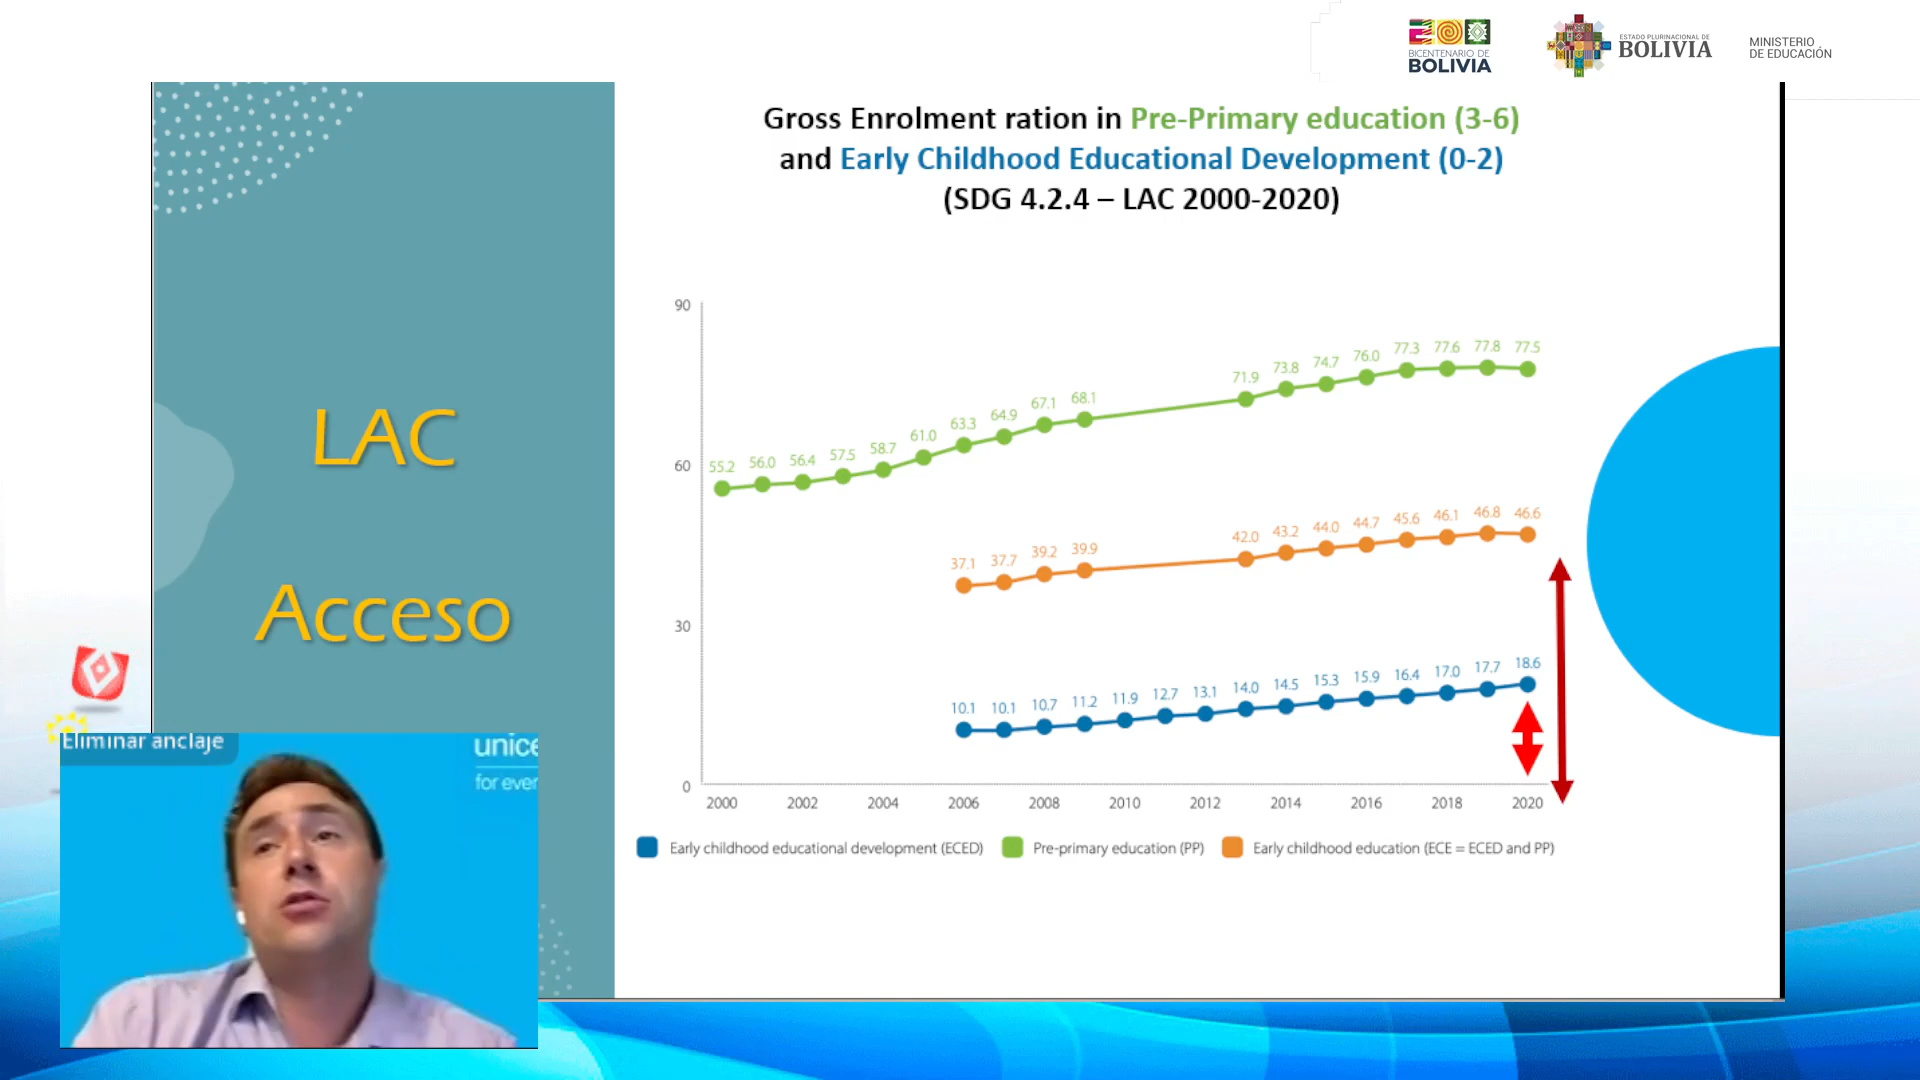 BICENTENARIO DE
BOLIVIA
ESTADO PLURINACIONAL DE
BOLIVIA
MINISTERIO
DE EDUCACIÓN
Gross Enrolment ration in Pre-Primary education (3-6)
and Early Childhood Educational Development (0-2)
(SDG 4.2.4 – LAC 2000-2020)
LAC
Acceso
90
60
30
0
55.2 56.0 56.4 57.5 58.7 61.0 63.3 64.9 67.1 68.1 71.9 73.8 74.7 76.0 77.3 77.6 77.8 77.5
37.1 37.7 39.2 39.9 42.0 43.2 44.0 44.7 45.6 46.1 46.8 46.6
10.1 10.1 10.7 11.2 11.9 12.7 13.1 14.0 14.5 15.3 15.9 16.4 17.0 17.7 18.6
2000 2002 2004 2006 2008 2010 2012 2014 2016 2018 2020
Early childhood educational development (ECED) Pre-primary education (PP) Early childhood education (ECE = ECED and PP)
Eliminar anclaje
unice
for ever